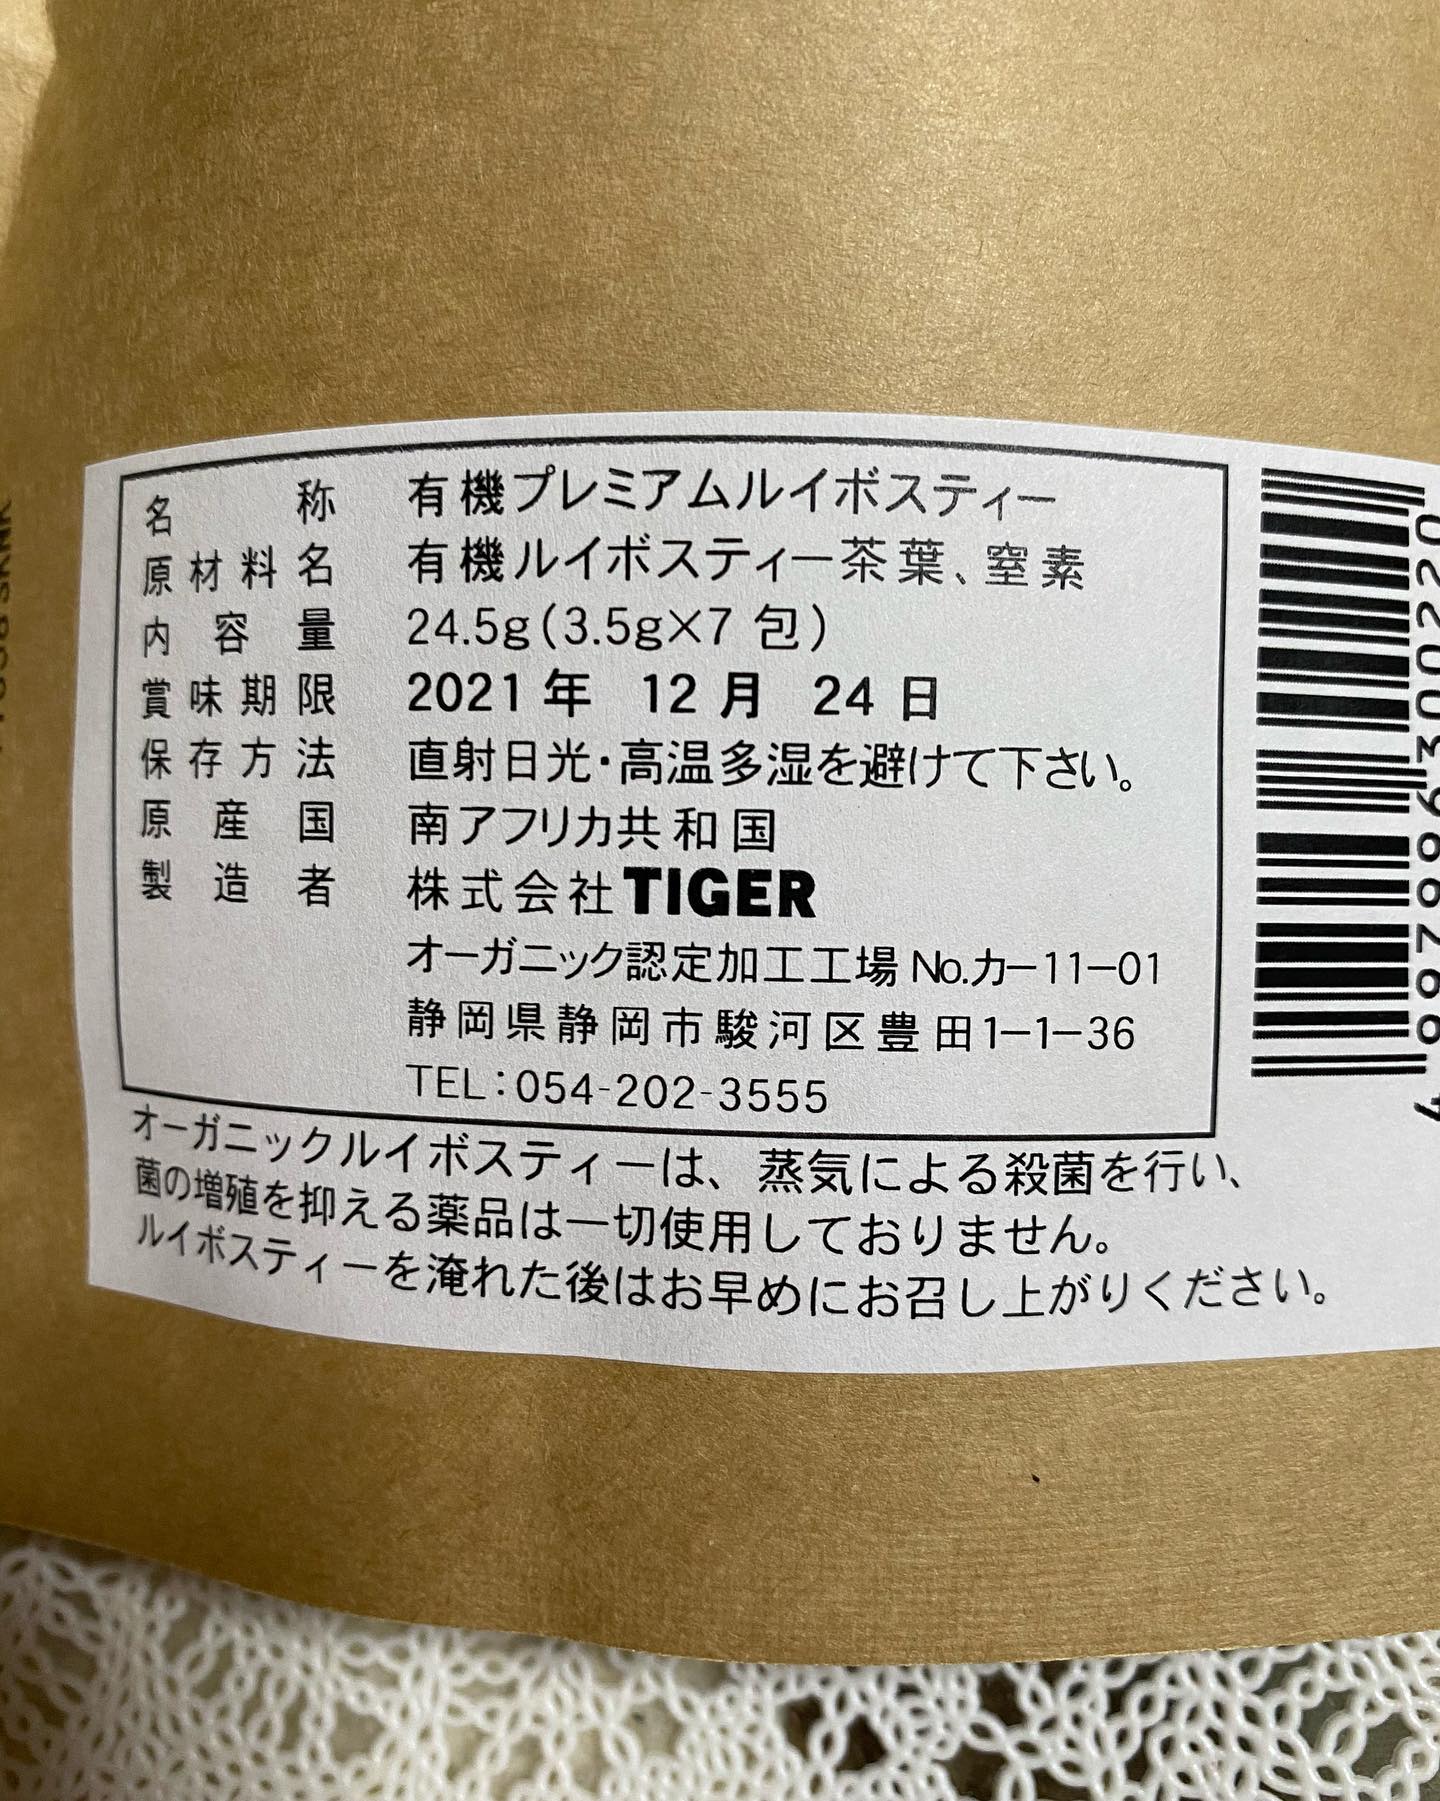 名称 有機プレミアムルイボスティー
原材料名 有機ルイボスティー茶葉、窒素
内容量 24.5g(3.5g×7 包)
賞味期限 2021 年 12 月 24 日
保存方法 直射日光・高温多湿を避けて下さい。
原産国 南アフリカ共和国
製造者 株式会社TIGER
オーガニック認定加工工場 No.カ-11-01
静岡県静岡市駿河区豊田1-1-36
TEL:054-202-3555
オーガニックルイボスティーは、蒸気による殺菌を行い、
菌の増殖を抑える薬品は一切使用しておりません。
ルイボスティーを淹れた後はお早めにお召し上がりください。